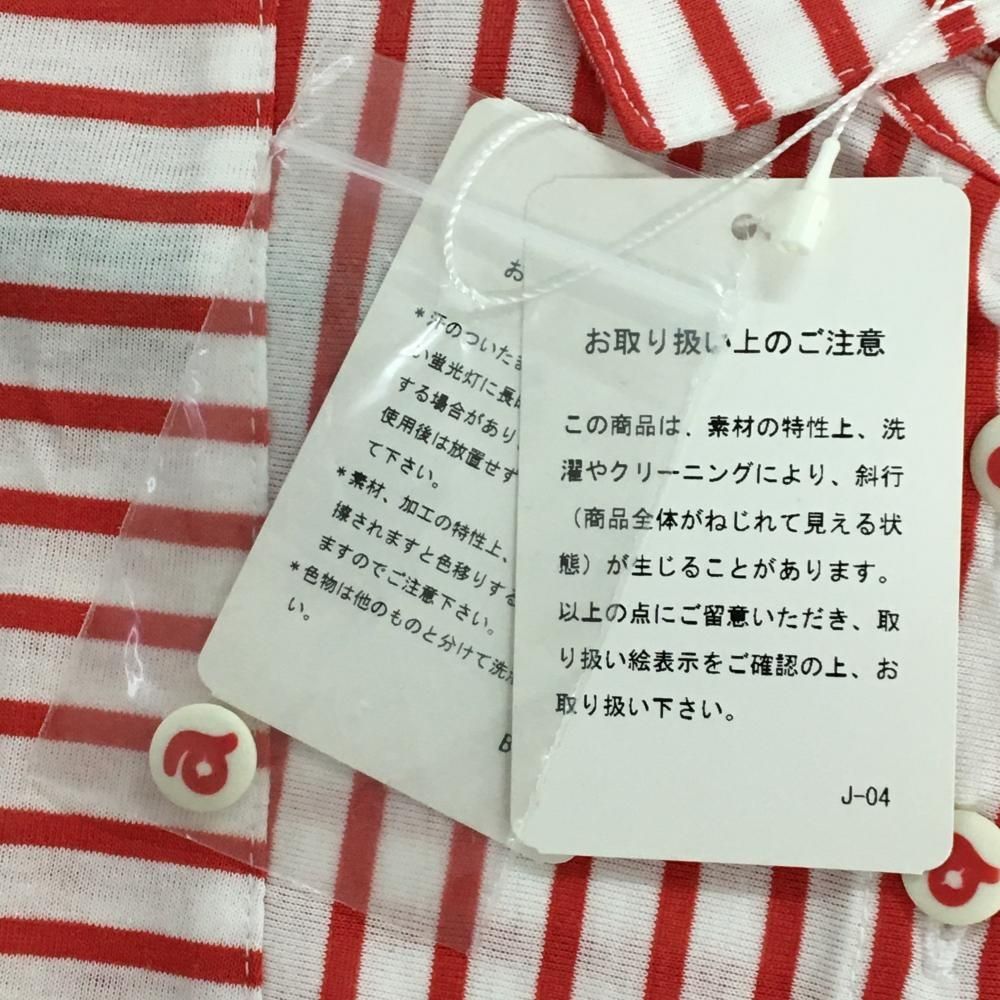 お
*汗のついたま
い蛍光灯に長時
する場合があり
使用後は放置せず
て下さい。
*素材、加工の特性上、
擦されますと色移りする
ますのでご注意下さい。
*色物は他のものと分けて洗
い。
B
お取り扱い上のご注意
この商品は、素材の特性上、洗
濯やクリーニングにより、斜行
（商品全体がねじれて見える状
態）が生じることがあります。
以上の点にご留意いただき、取
り扱い絵表示をご確認の上、お
取り扱い下さい。
J-04